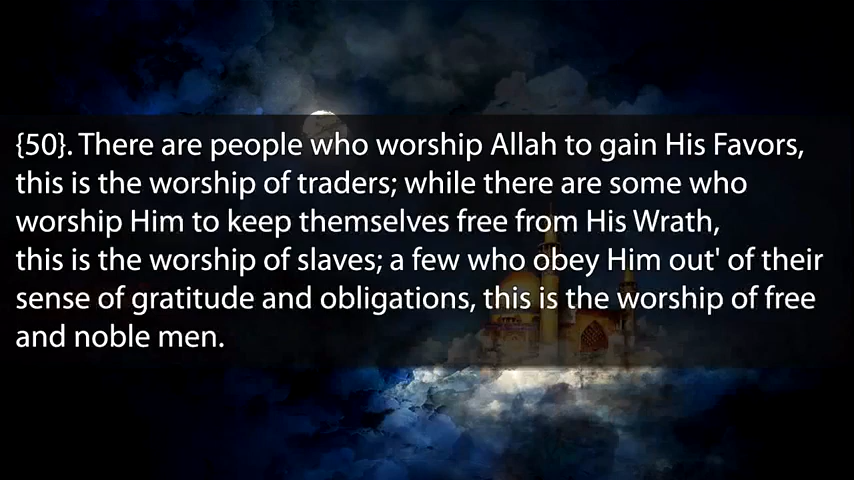 {50}. There are people who worship Allah to gain His Favors,
this is the worship of traders; while there are some who
worship Him to keep themselves free from His Wrath,
this is the worship of slaves; a few who obey Him out' of their
sense of gratitude and obligations, this is the worship of free
and noble men.